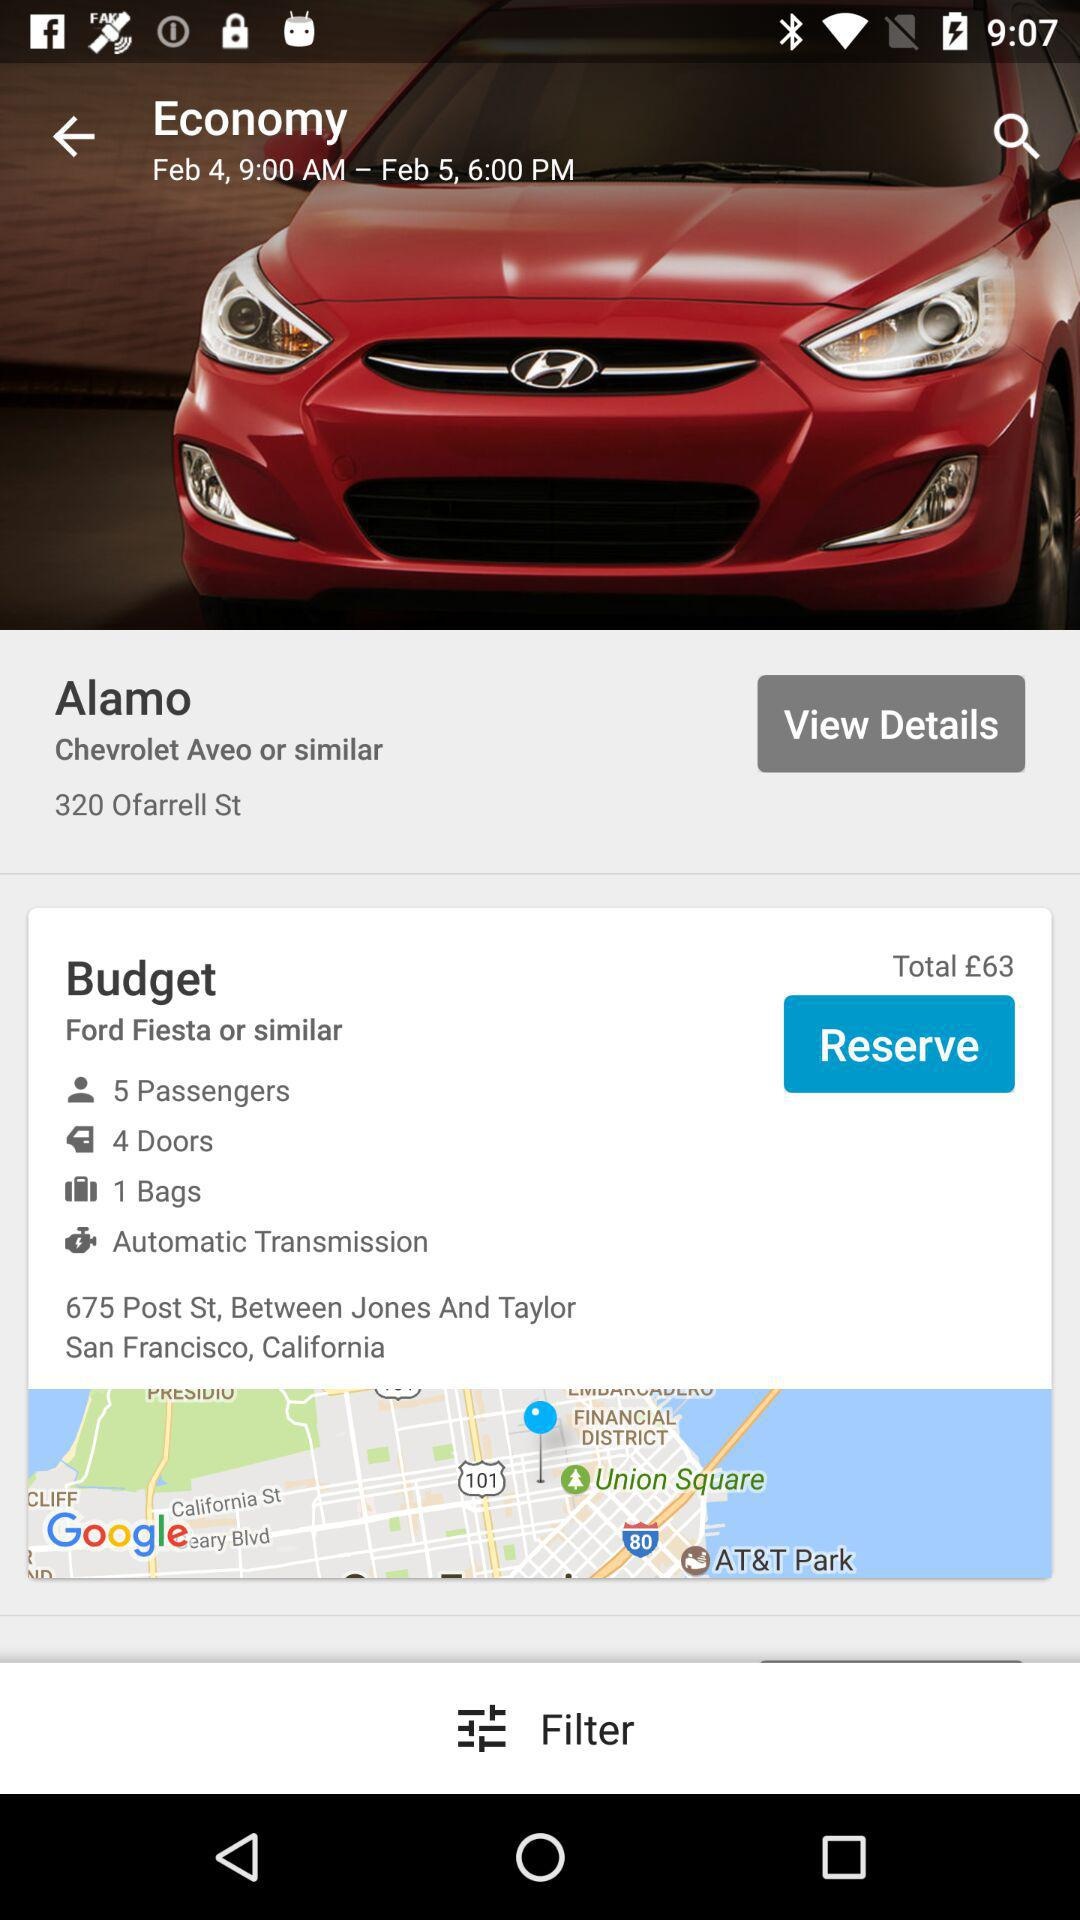 FAKE
9:07
Economy
Feb 4, 9:00 AM – Feb 5, 6:00 PM
Alamo
Chevrolet Aveo or similar
320 Ofarrell St
View Details
Budget
Ford Fiesta or similar
Total £63
Reserve
5 Passengers
4 Doors
1 Bags
Automatic Transmission
675 Post St, Between Jones And Taylor
San Francisco, California
PRESIDIO
EMBARCADERO
FINANCIAL
DISTRICT
101
Union Square
CLIFF
California St
Google
eary Blvd
80
AT&T Park
Filter